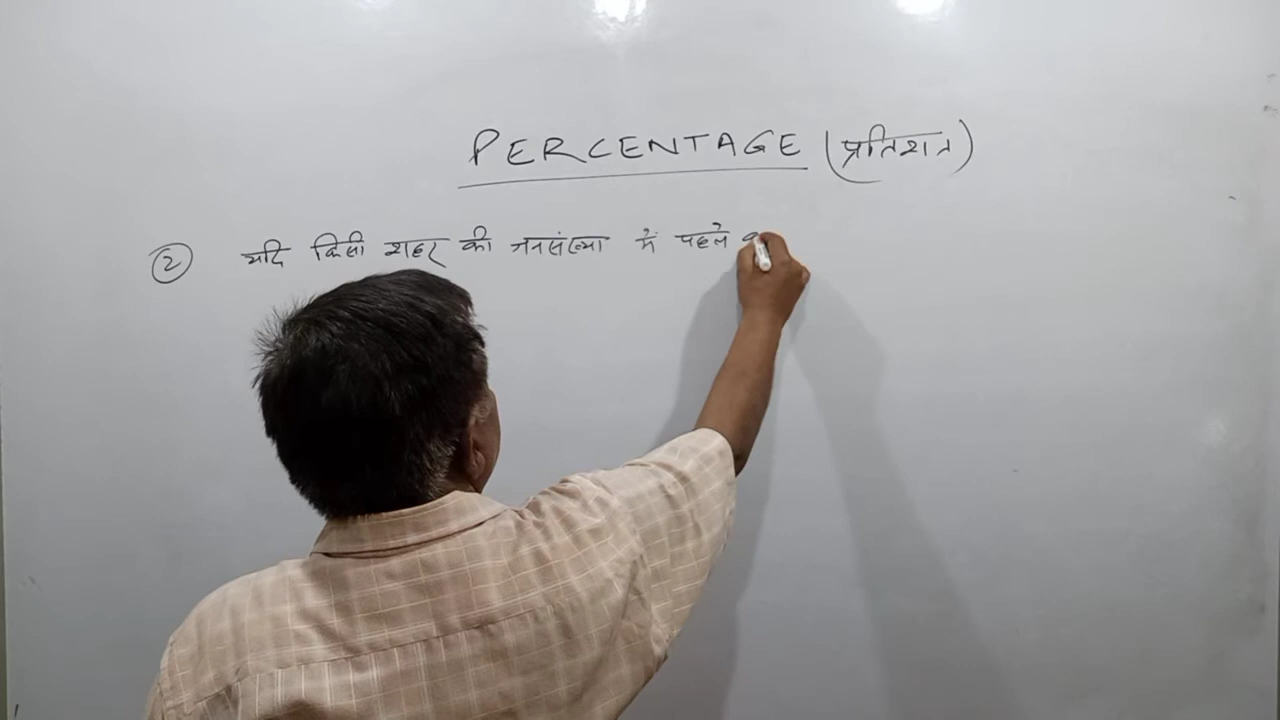 PERCENTAGE (प्रतिशत)
② यदि किसी शहर की जनसंख्या में पहले